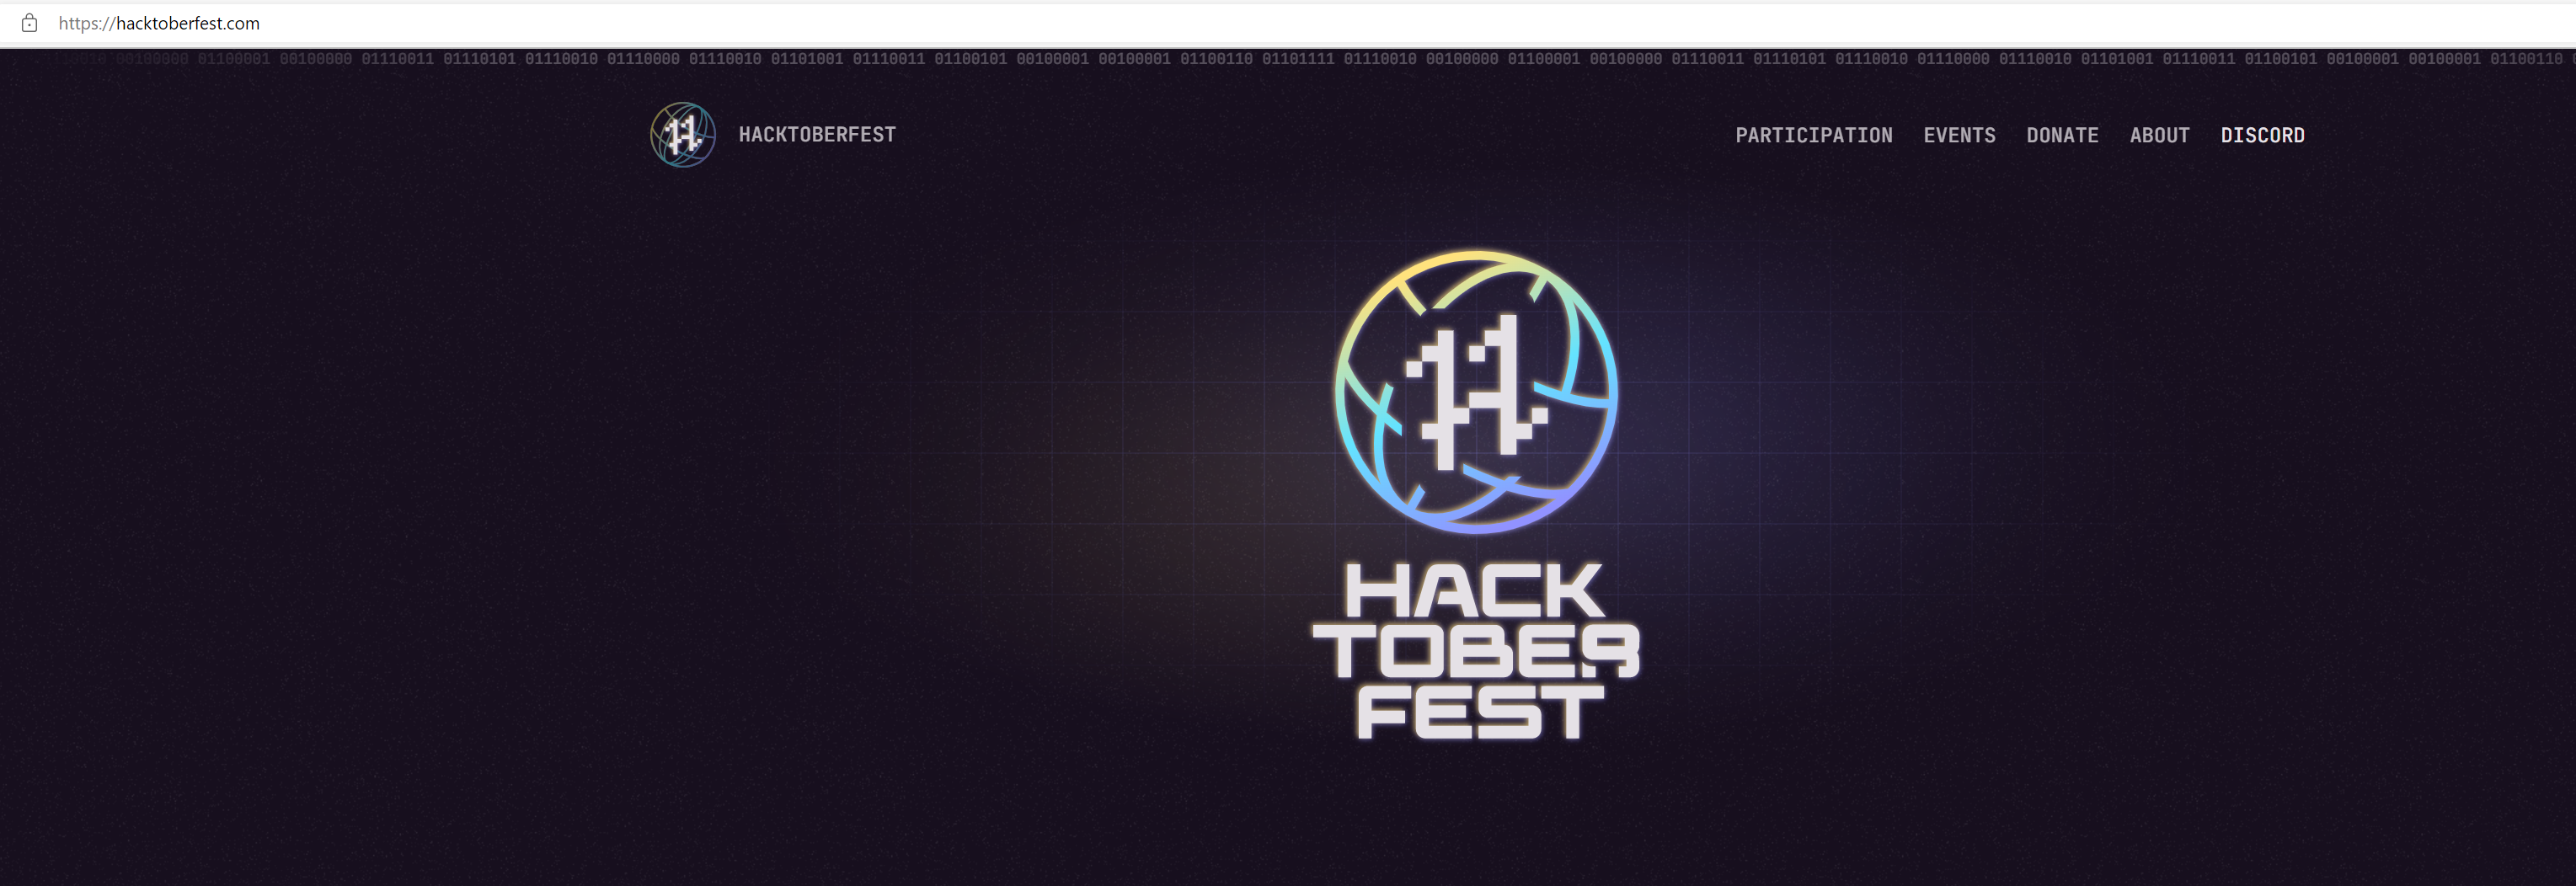 https://hacktoberfest.com
00100000 01100001 00100000 01110011 01110101 01110010 01110000 01110010 01101001 01110011 01100101 00100001 00100001 01100110 01101111 01110010 00100000 01100001 00100000 01110011 01110101 01110010 01110000 01110010 01101001 01110011 01100101 00100001 00100001 01100110
HACKTOBERFEST
PARTICIPATION EVENTS DONATE ABOUT DISCORD
HACK
TOBER
FEST